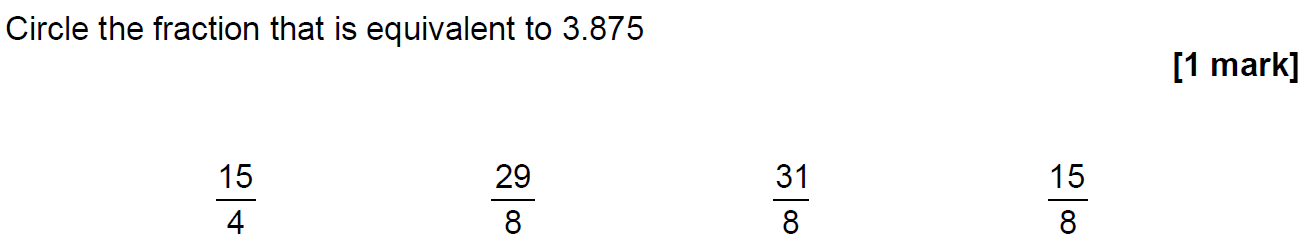 Circle the fraction that is equivalent to 3.875
[1 mark]
15/4 29/8 31/8 15/8